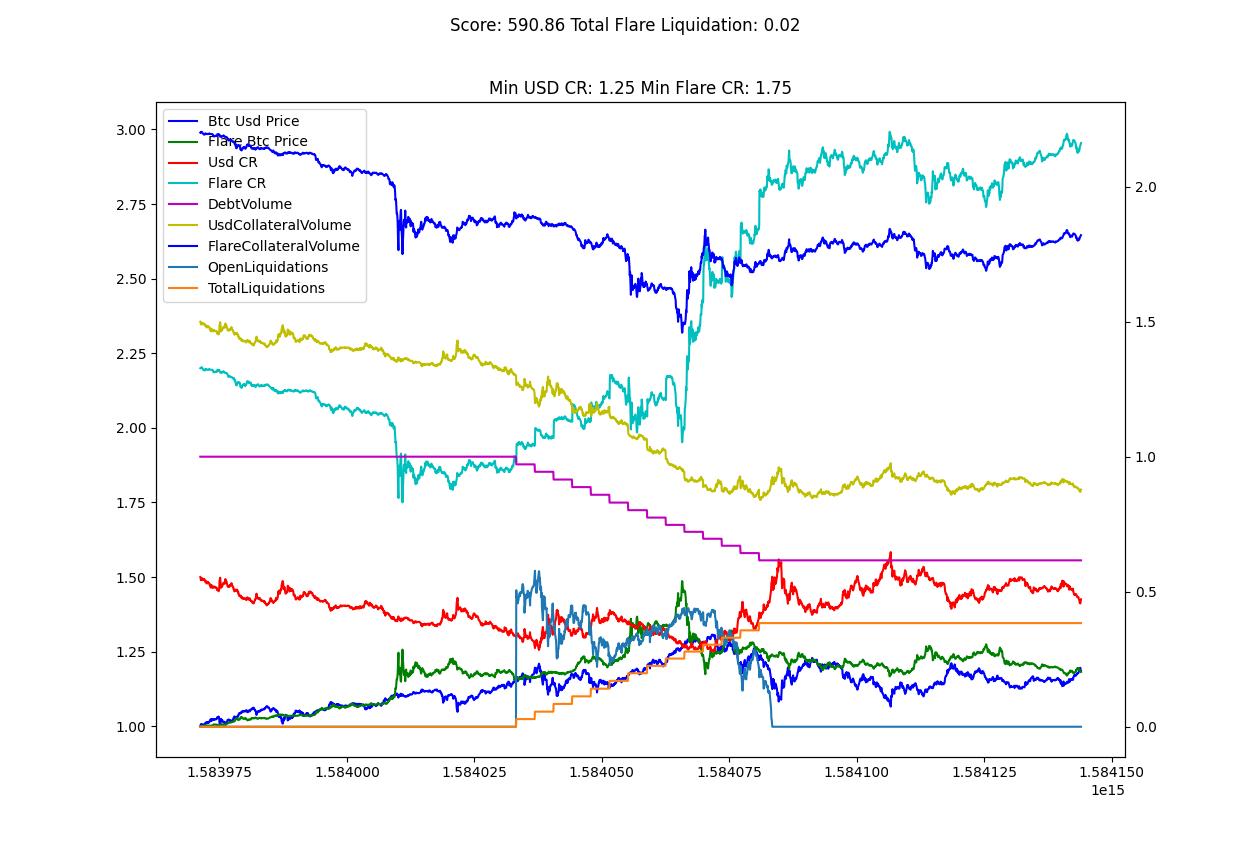 Score: 590.86 Total Flare Liquidation: 0.02
Min USD CR: 1.25 Min Flare CR: 1.75
Btc Usd Price
Flare Btc Price
Usd CR
Flare CR
DebtVolume
UsdCollateralVolume
FlareCollateralVolume
OpenLiquidations
TotalLiquidations
3.00
2.75
2.50
2.25
2.00
1.75
1.50
1.25
1.00
2.0
1.5
1.0
0.5
0.0
1.583975 1.584000 1.584025 1.584050 1.584075 1.584100 1.584125 1.584150
1e15